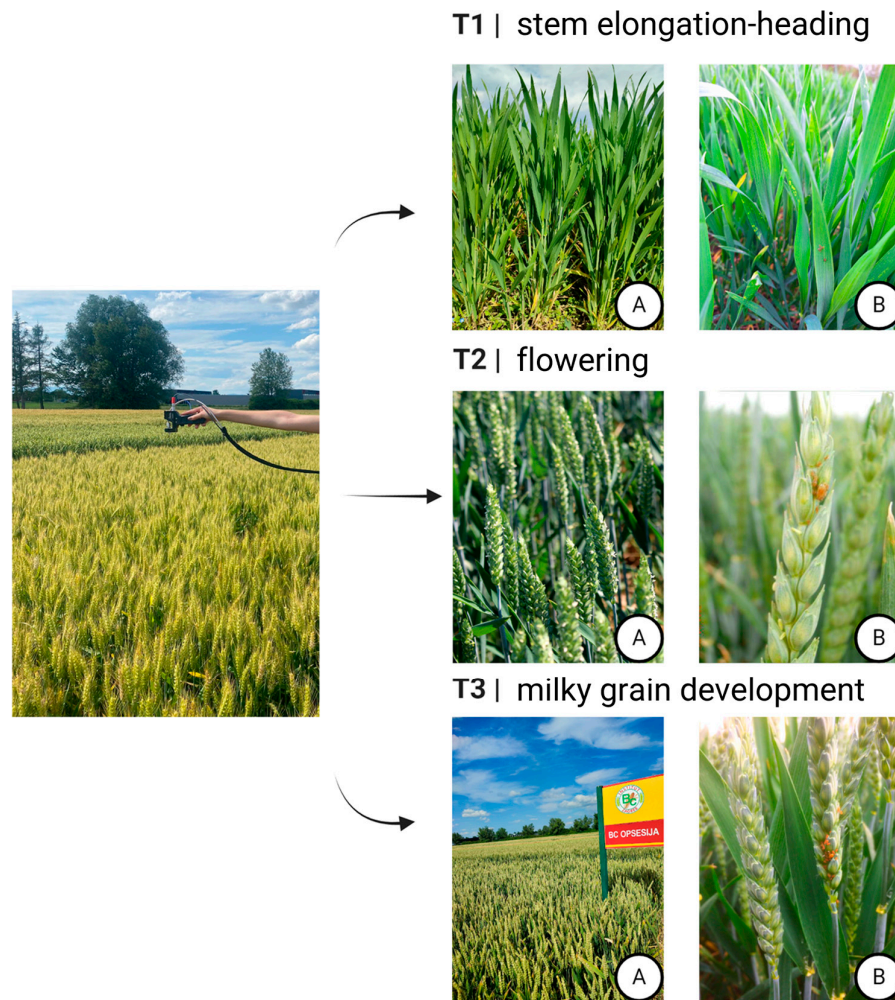 T1 | stem elongation-heading
A
B
T2 | flowering
A
B
T3 | milky grain development
BC
BC OPSESIJA
A
B